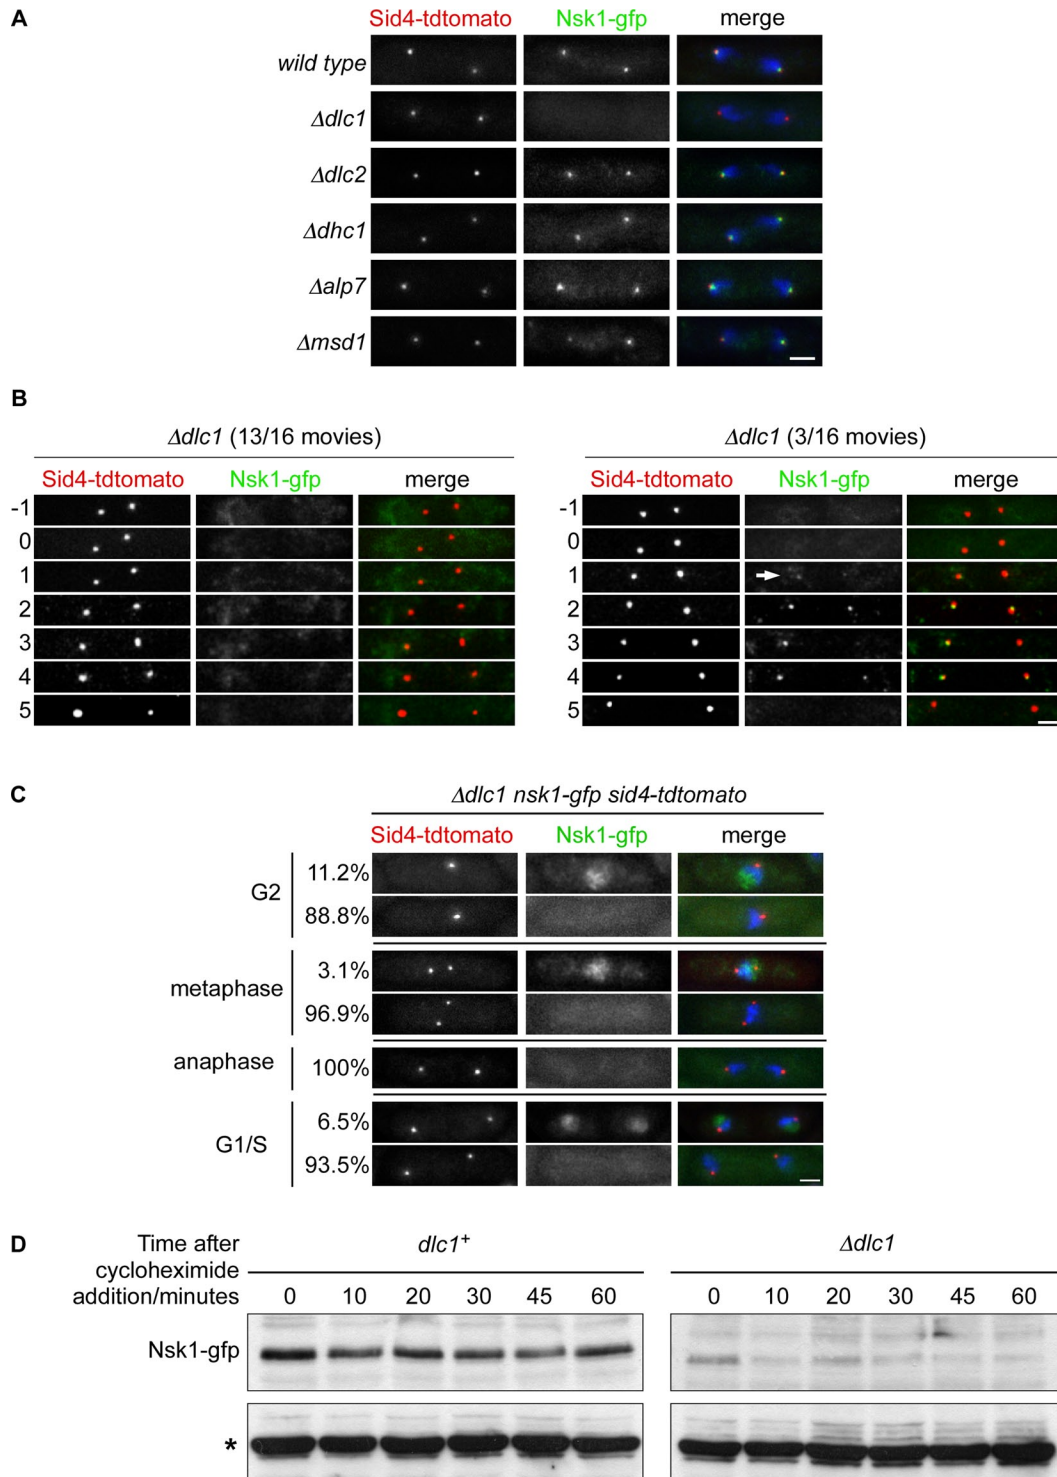 A
Sid4-tdtomato Nsk1-gfp merge
wild type
Δdlc1
Δdlc2
Δdhc1
Δalp7
Δmsd1
B
Δdlc1 (13/16 movies) Δdlc1 (3/16 movies)
Sid4-tdtomato Nsk1-gfp merge Sid4-tdtomato Nsk1-gfp merge
-1 -1
0 0
1 1
2 2
3 3
4 4
5 5
C
Δdlc1 nsk1-gfp sid4-tdtomato
Sid4-tdtomato Nsk1-gfp merge
G2
11.2%
88.8%
metaphase
3.1%
96.9%
anaphase
100%
G1/S
6.5%
93.5%
D
Time after
cycloheximide
addition/minutes
dlc1+ Δdlc1
0 10 20 30 45 60 0 10 20 30 45 60
Nsk1-gfp
*